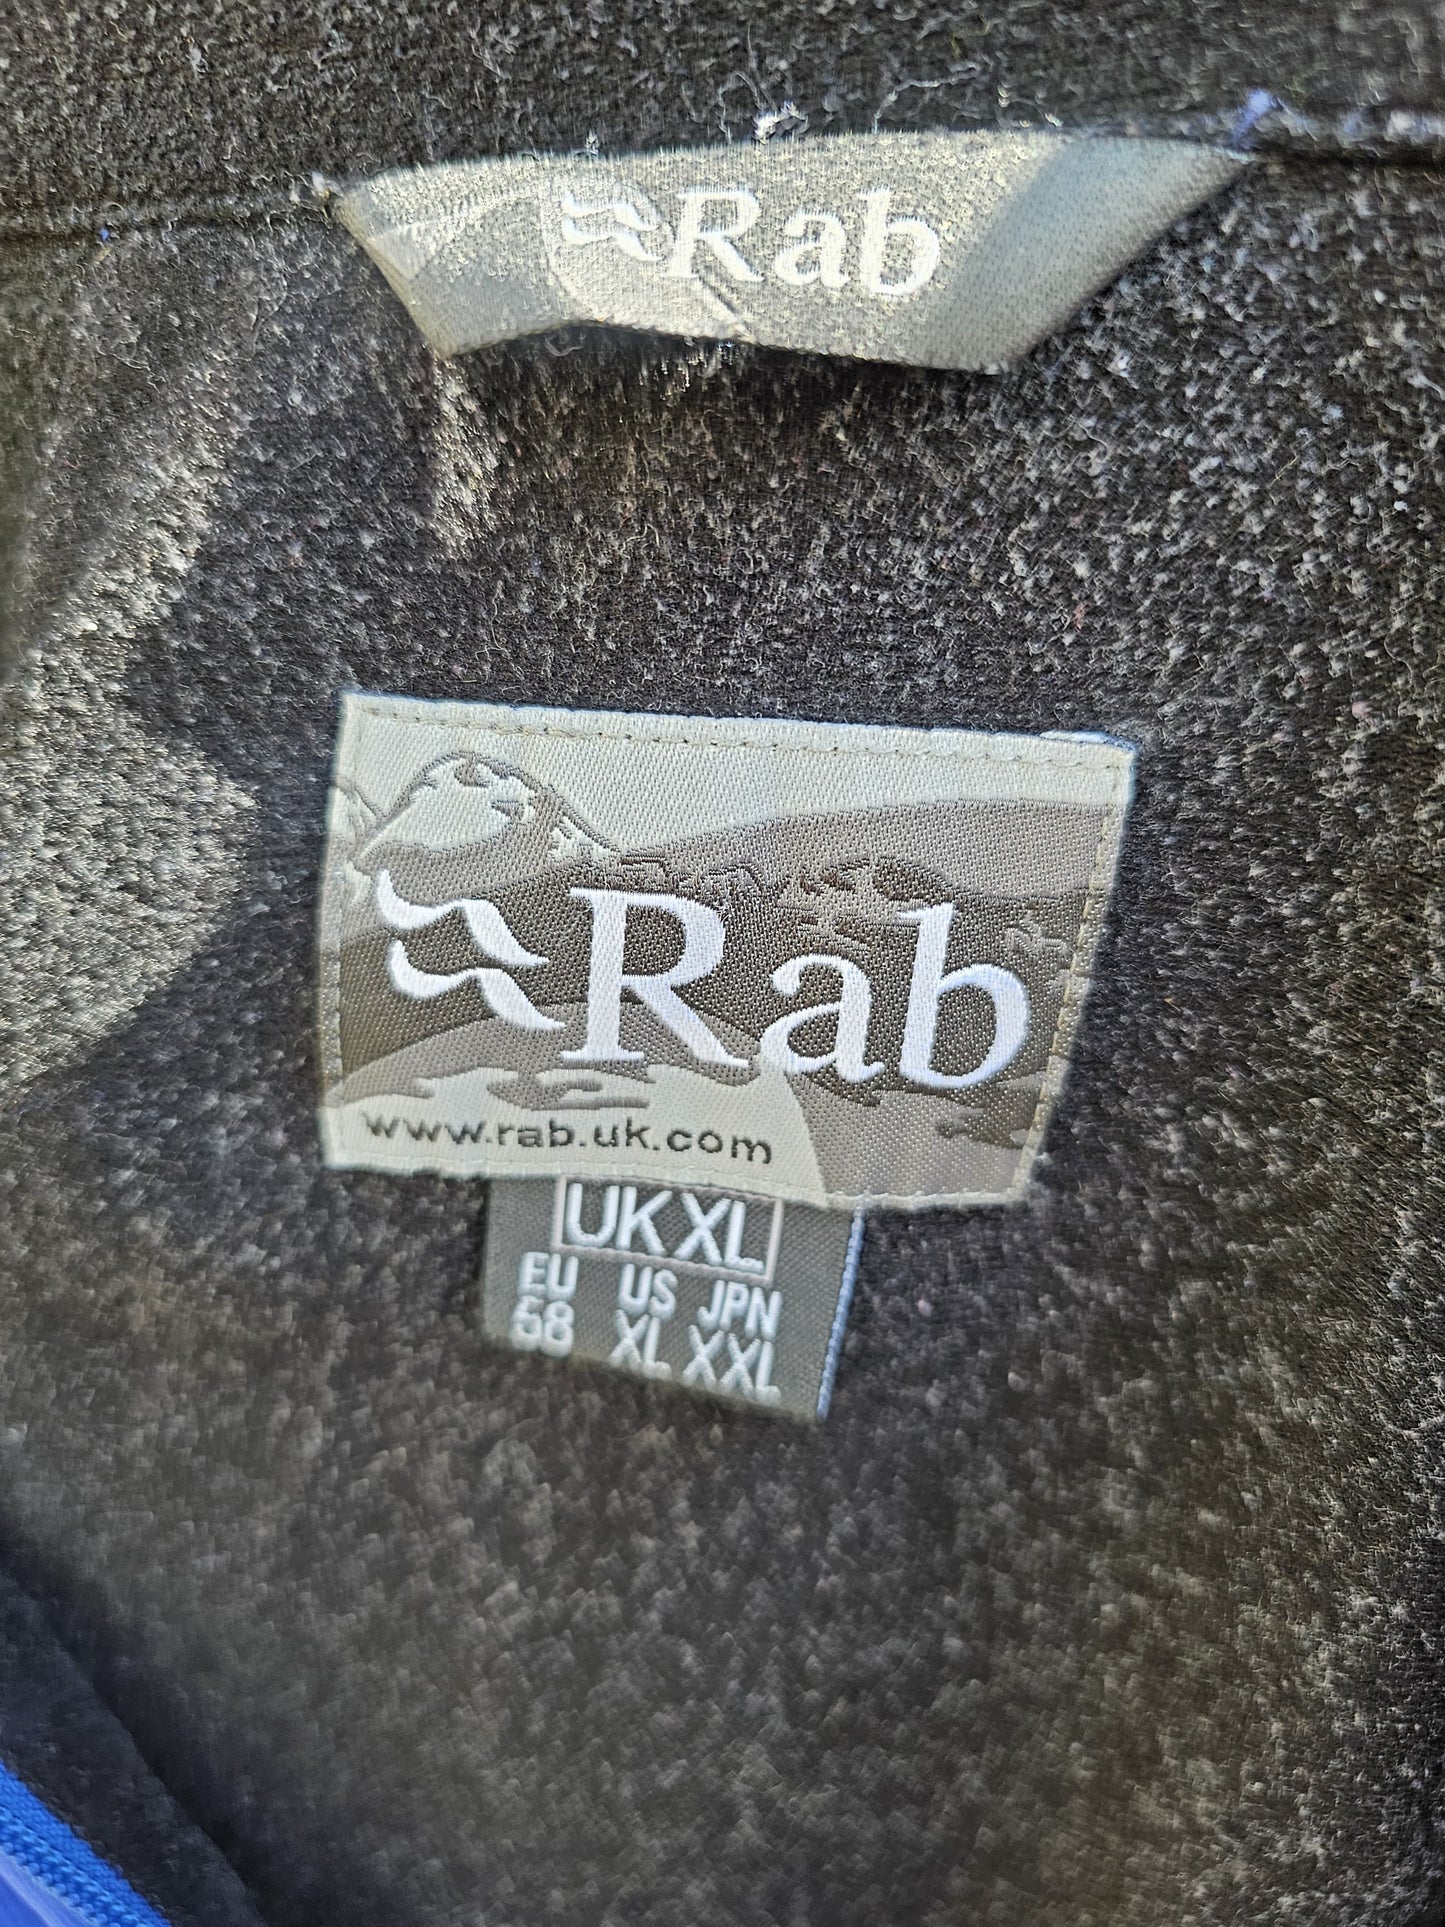 Rab
Rab
www.rab.uk.com
UK XL
EU US JPN
58 XL XXL